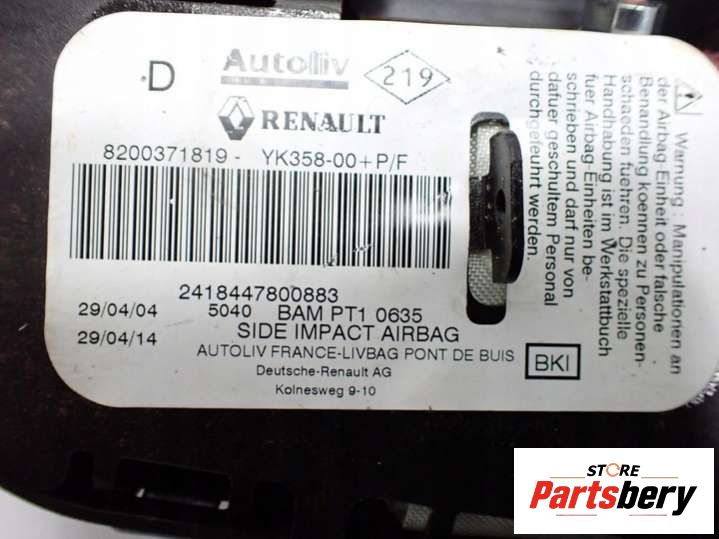 D
Autoliv
219
RENAULT
8200371819 - YK358-00+P/F
2418447800883
29/04/04 5040 BAM PT1 0635
29/04/14 SIDE IMPACT AIRBAG
AUTOLIV FRANCE-LIVBAG PONT DE BUIS
Deutsche-Renault AG
Kolnesweg 9-10
BKI
Warnung : Manipulationen an
der Airbag-Einheit oder falsche
Benandlung koennen zu Personen-
schaeden fuehren. Die spezielle
Handhabung ist im Werkstattbuch
fuer Airbag-Einheiten be-
schrieben und darf nur von
dafuer geschultem Personal
durchgefeuhrt werden.
STORE
Partsbery